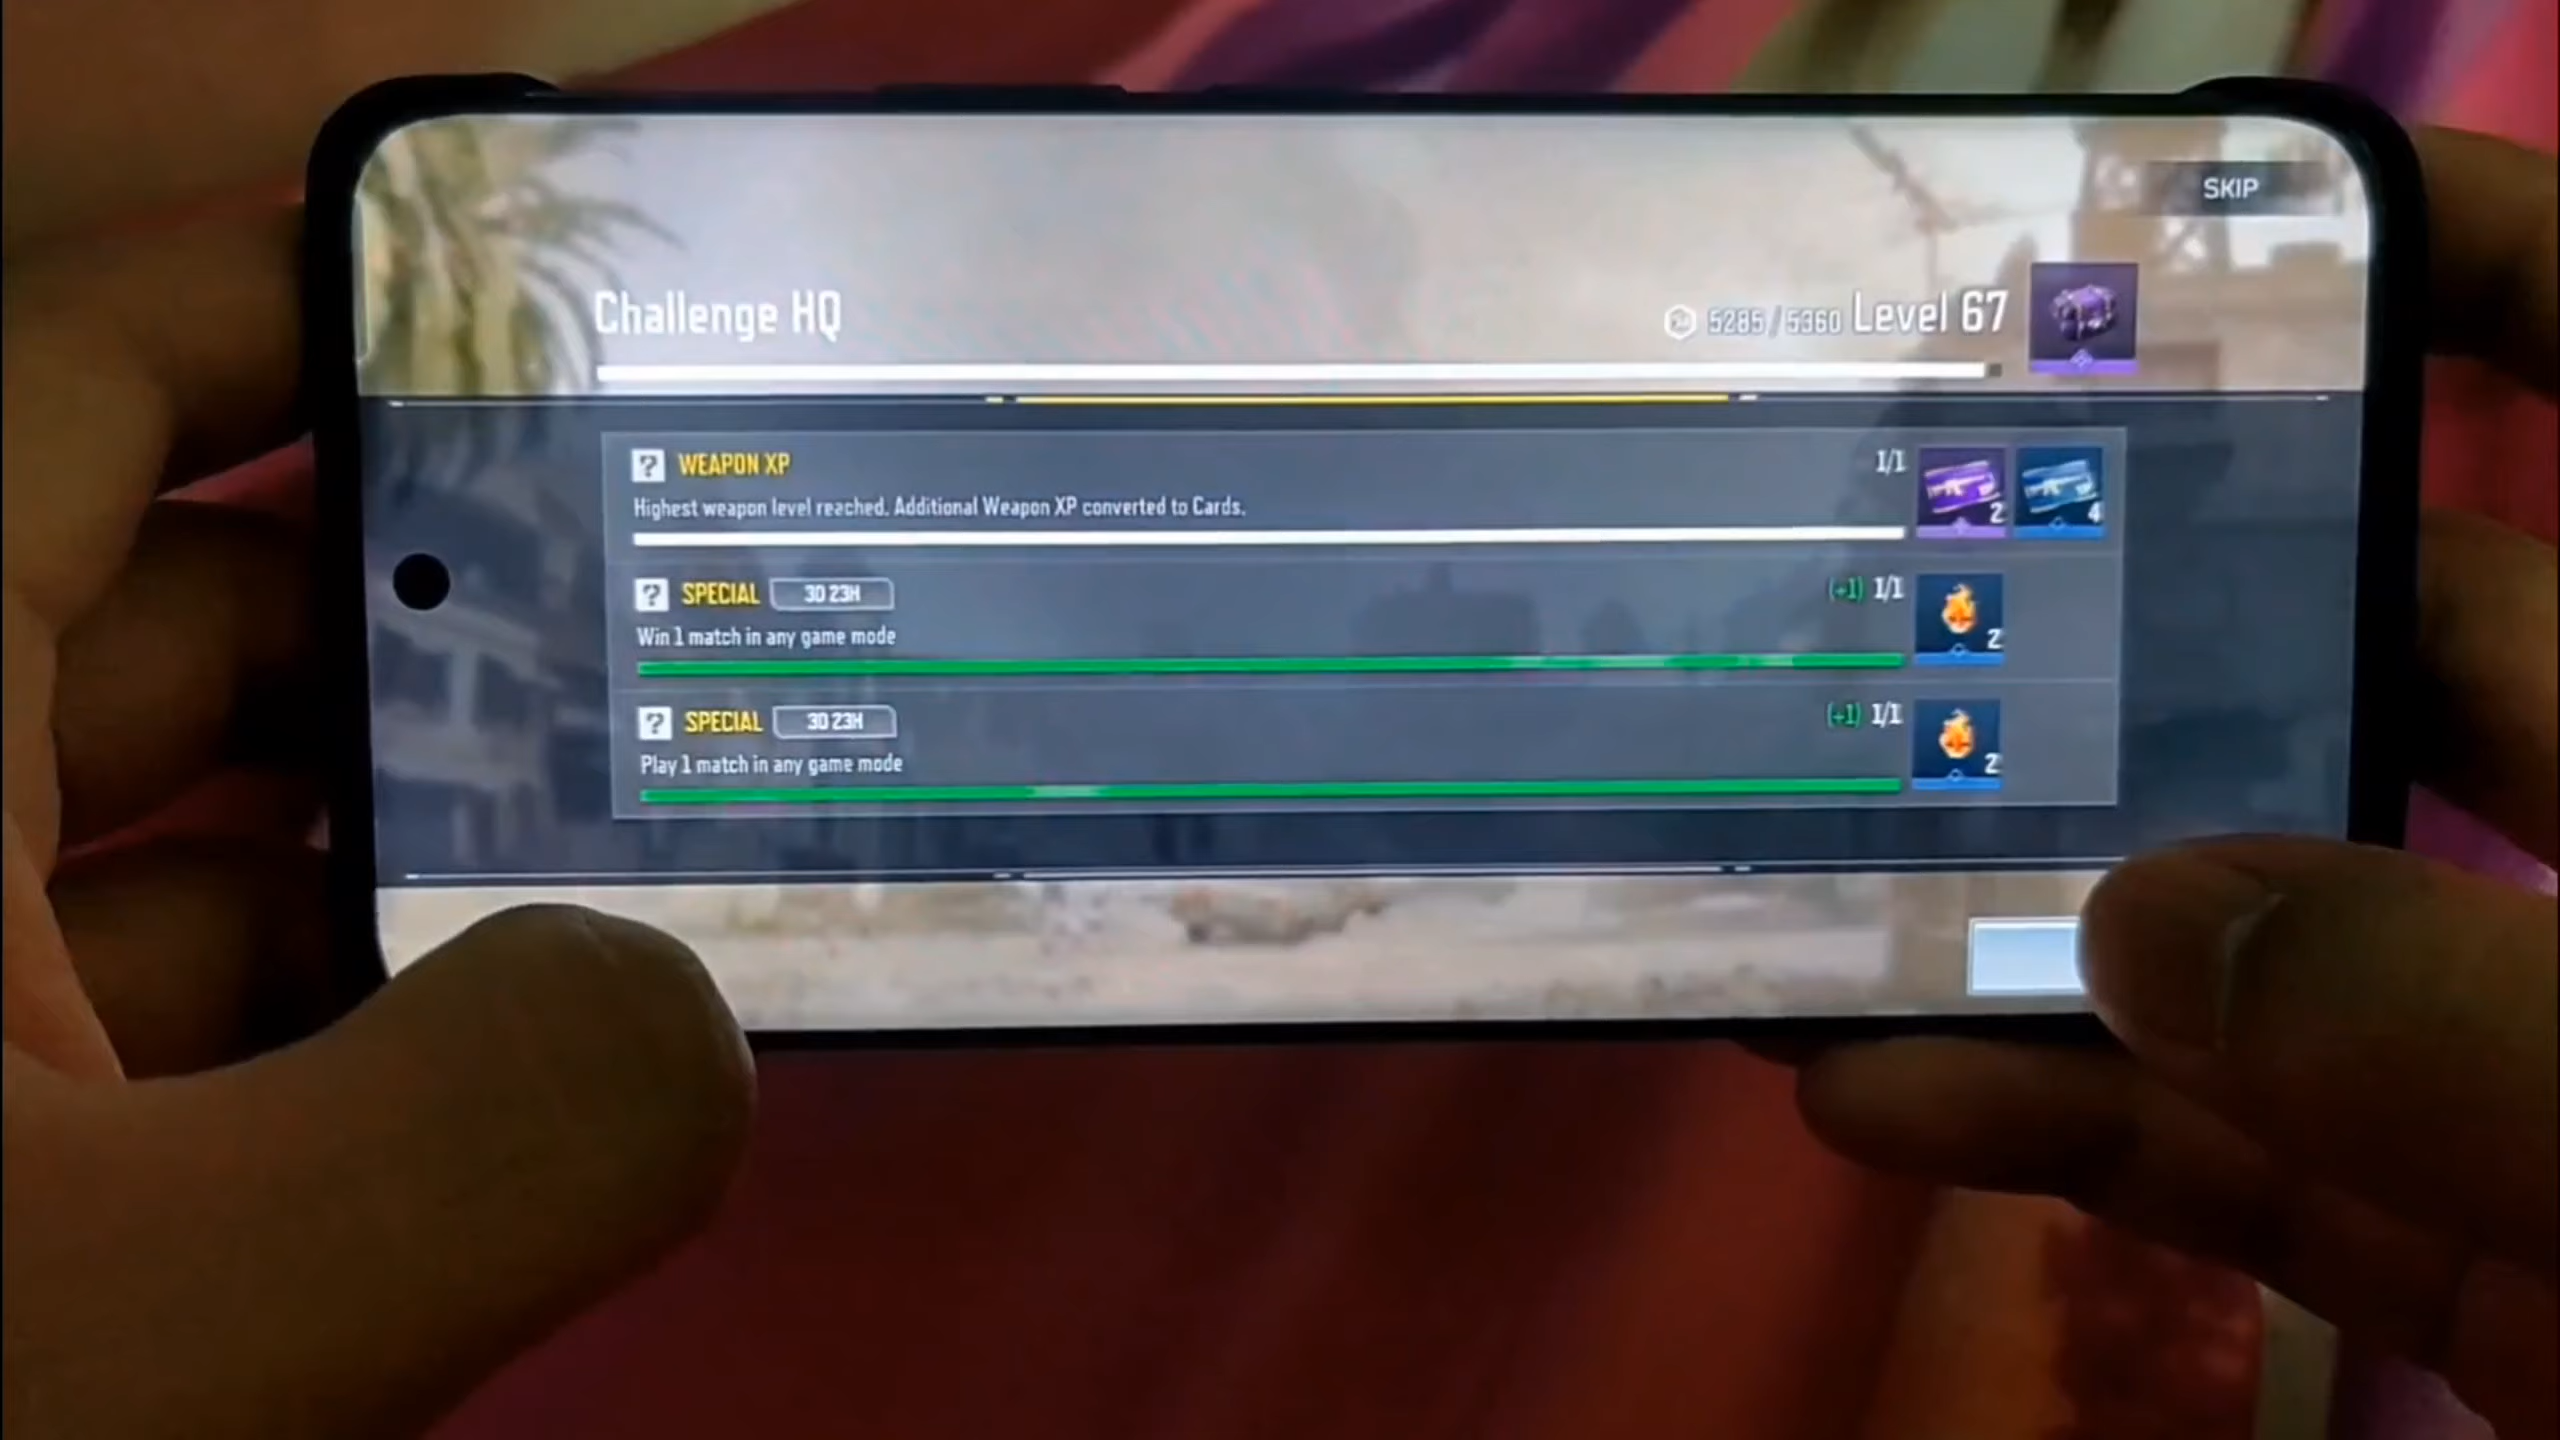 SKIP
Challenge HQ
5285/5360 Level 67
? WEAPON XP 1/1
Highest weapon level reached. Additional Weapon XP converted to Cards.
2 4
? SPECIAL 3D 23H (+1) 1/1
Win 1 match in any game mode
2
? SPECIAL 3D 23H (+1) 1/1
Play 1 match in any game mode
2